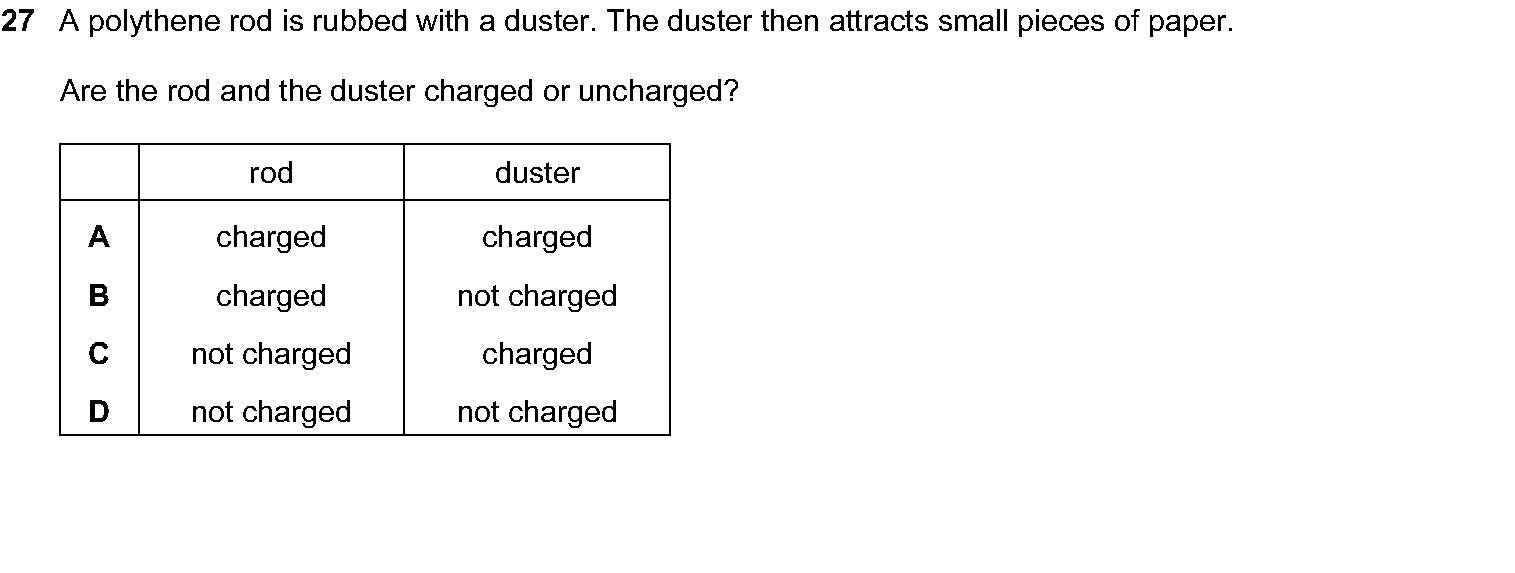 27 A polythene rod is rubbed with a duster. The duster then attracts small pieces of paper.
Are the rod and the duster charged or uncharged?
rod duster
A charged charged
B charged not charged
C not charged charged
D not charged not charged